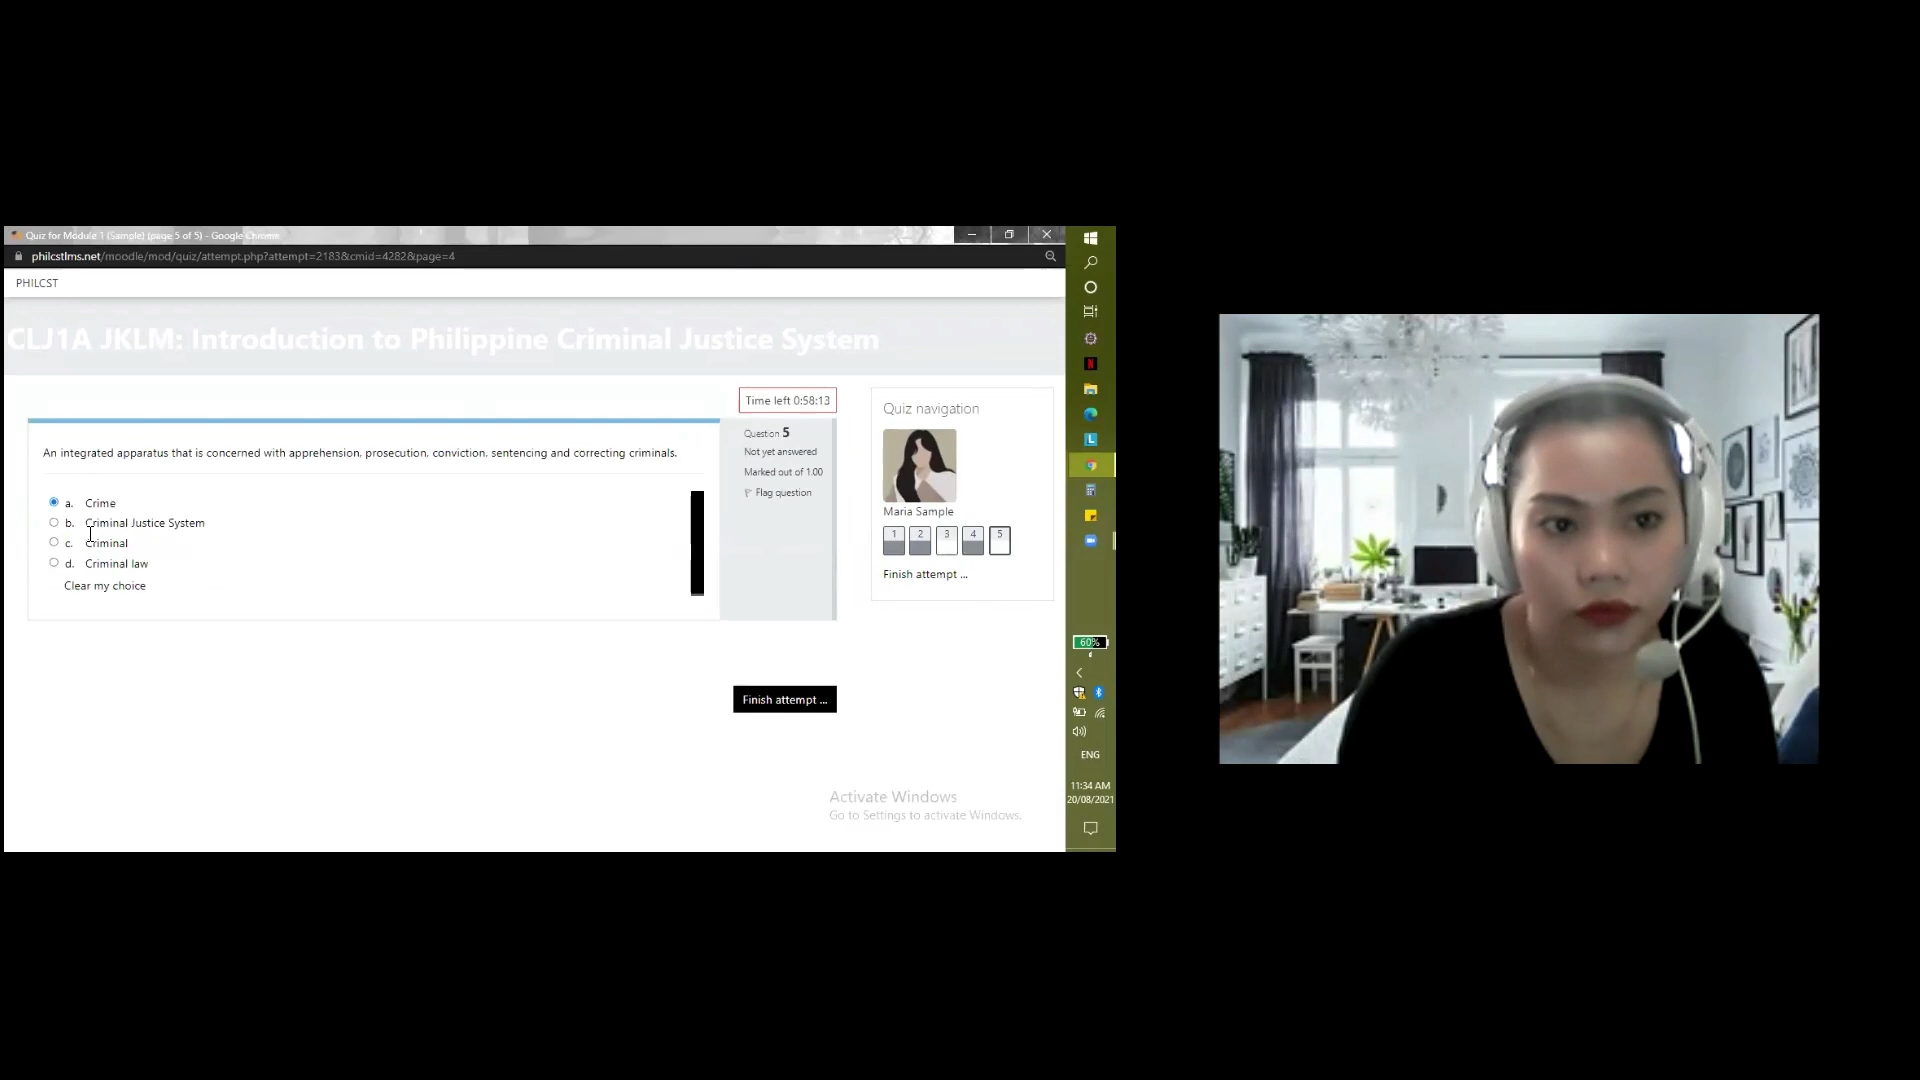 Quiz for Module 1 (Sample) (page 5 of 5) - Google Chrome
philcstlms.net/moodle/mod/quiz/attempt.php?attempt=2183&cmid=4282&page=4
PHILCST
CLJ1A JKLM: Introduction to Philippine Criminal Justice System
Time left 0:58:13
An integrated apparatus that is concerned with apprehension, prosecution, conviction, sentencing and correcting criminals.
a. Crime
b. Criminal Justice System
c. Criminal
d. Criminal law
Clear my choice
Question 5
Not yet answered
Marked out of 1.00
Flag question
Finish attempt ...
Quiz navigation
Maria Sample
1 2 3 4 5
Finish attempt ...
Activate Windows
Go to Settings to activate Windows.
N
L
60%
ENG
11:34 AM
20/08/2021